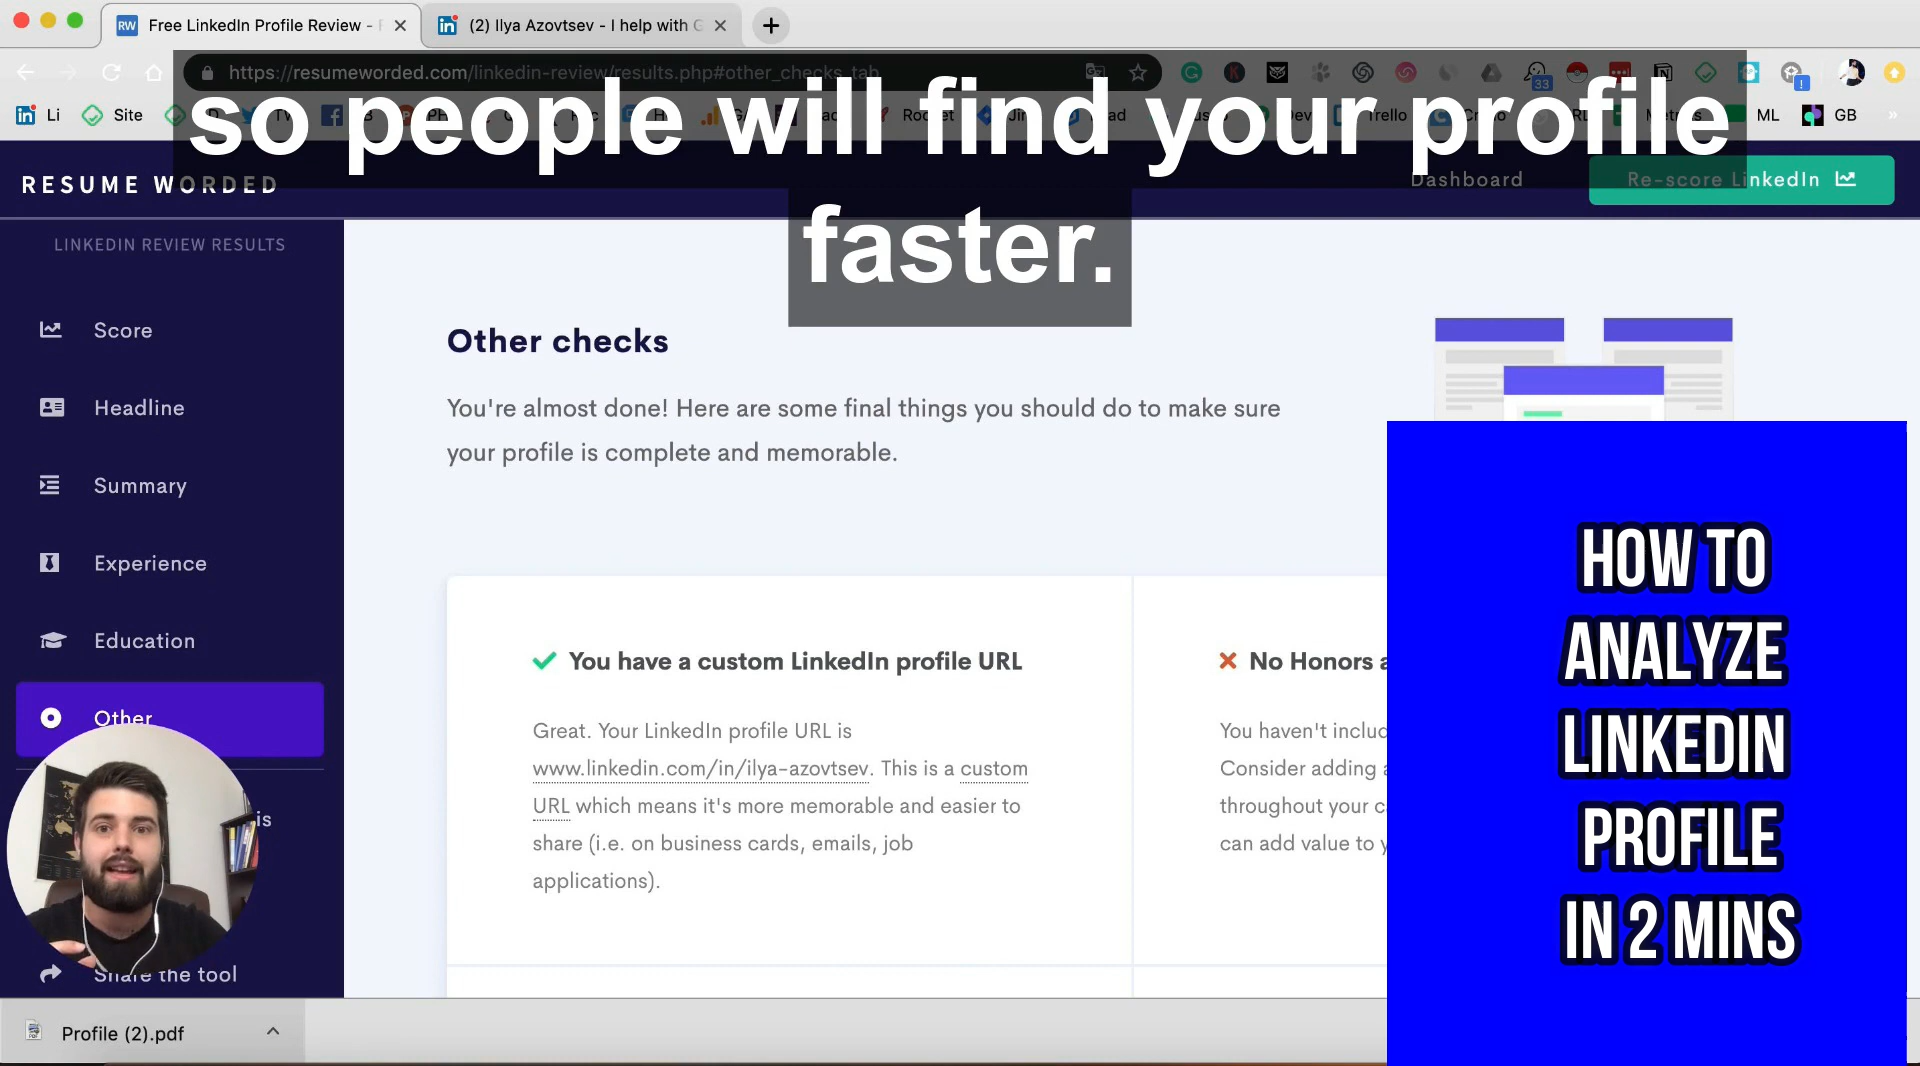 Free LinkedIn Profile Review -
(2) Ilya Azovtsev - I help with
https://resumeworded.com/linkedin-review/results.php#other_checks_tab
33
Li
Site
Trello
ML
GB
so people will find your profile
faster.
RESUME WORDED
Dashboard
Re-score LinkedIn
LINKEDIN REVIEW RESULTS
Score
Headline
Summary
Experience
Education
Other
is
Share the tool
Other checks
You're almost done! Here are some final things you should do to make sure
your profile is complete and memorable.
You have a custom LinkedIn profile URL
Great. Your LinkedIn profile URL is
www.linkedin.com/in/ilya-azovtsev. This is a custom
URL which means it's more memorable and easier to
share (i.e. on business cards, emails, job
applications).
No Honors
You haven't includ
Consider adding
throughout your c
can add value to y
HOW TO
ANALYZE
LINKEDIN
PROFILE
IN 2 MINS
Profile (2).pdf